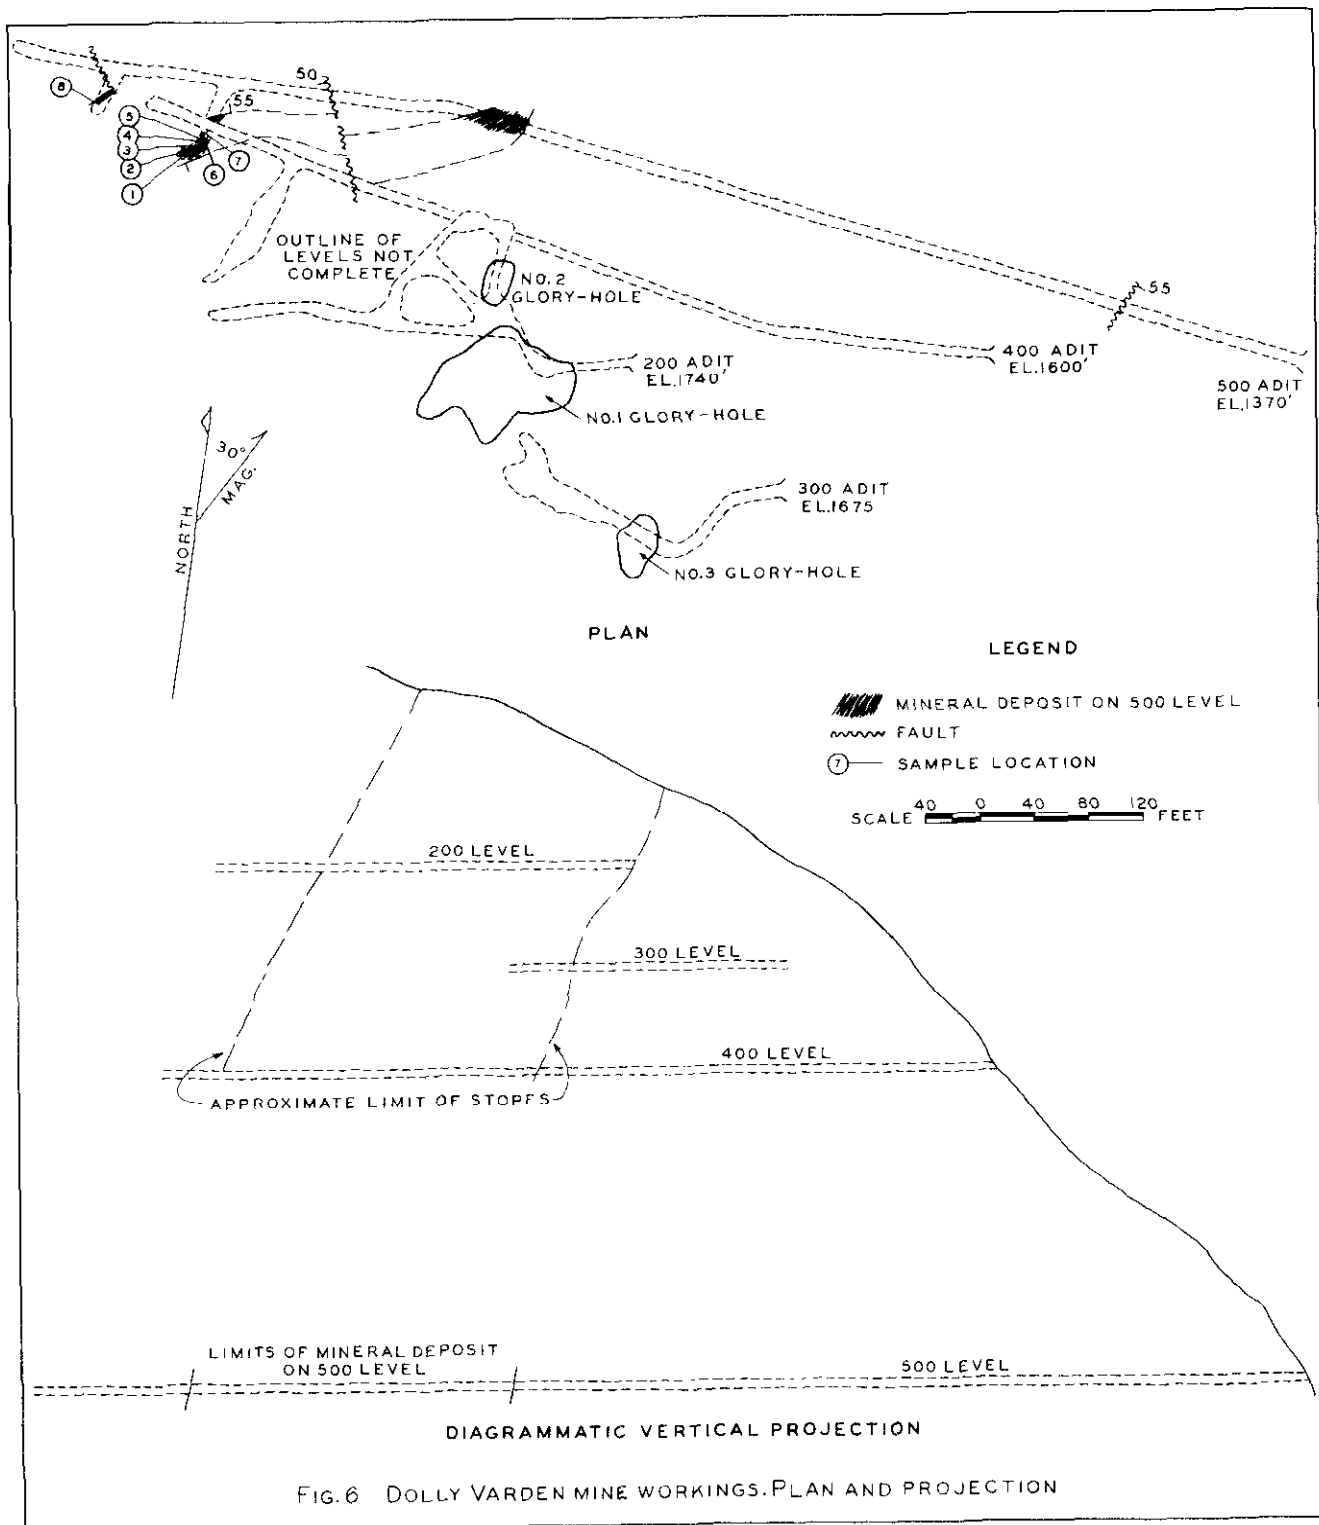 50
8
55
5
4
3
2
7
6
1
OUTLINE OF
LEVELS NOT
COMPLETE
NO. 2
GLORY-HOLE
55
200 ADIT
EL.1740'
400 ADIT
EL.1600'
500 ADIT
EL.1370'
NO.1 GLORY-HOLE
30°
MAG.
NORTH
300 ADIT
EL.1675
NO.3 GLORY-HOLE
PLAN
LEGEND
MINERAL DEPOSIT ON 500 LEVEL
FAULT
7 SAMPLE LOCATION
SCALE 40 0 40 80 120 FEET
200 LEVEL
300 LEVEL
400 LEVEL
APPROXIMATE LIMIT OF STOPES
LIMITS OF MINERAL DEPOSIT
ON 500 LEVEL
500 LEVEL
DIAGRAMMATIC VERTICAL PROJECTION
FIG. 6 DOLLY VARDEN MINE WORKINGS. PLAN AND PROJECTION